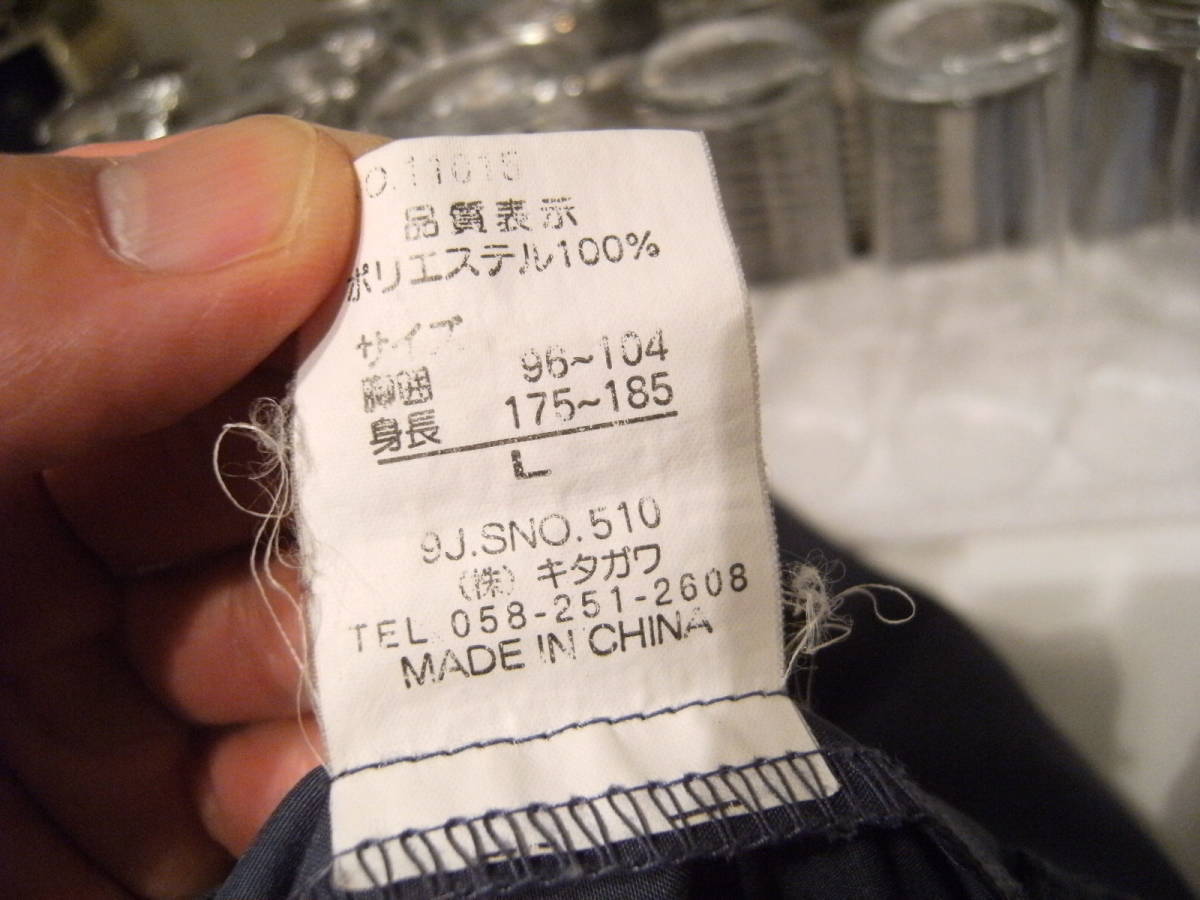 O.11615
品質表示
ポリエステル100%
サイズ
胸囲 96~104
身長 175~185
L
9J.SNO.510
(株) キタガワ
TEL 058-251-2608
MADE IN CHINA